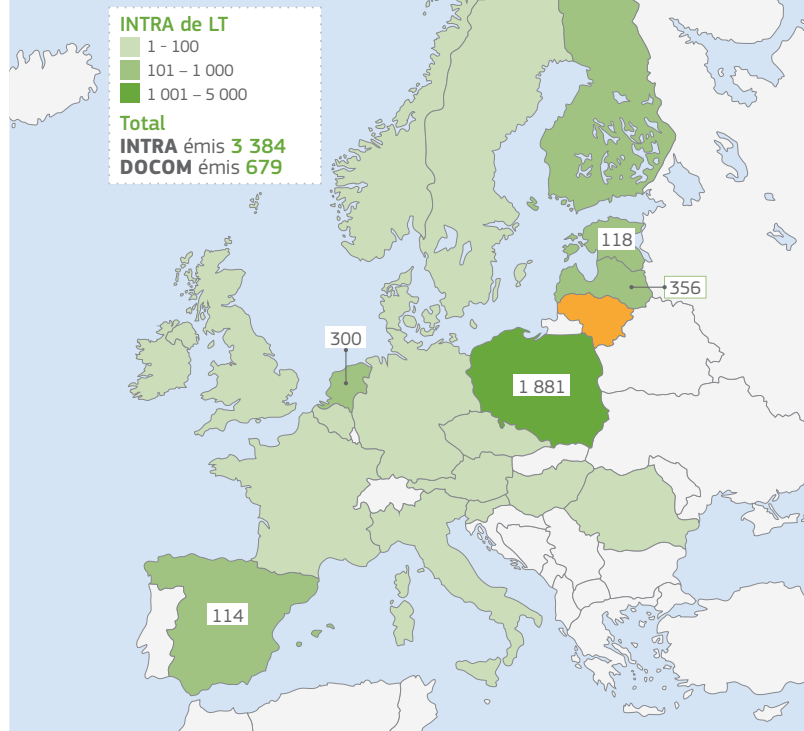 INTRA de LT
1 - 100
101 – 1 000
1 001 – 5 000
Total
INTRA émis 3 384
DOCOM émis 679
118
356
300
1 881
114